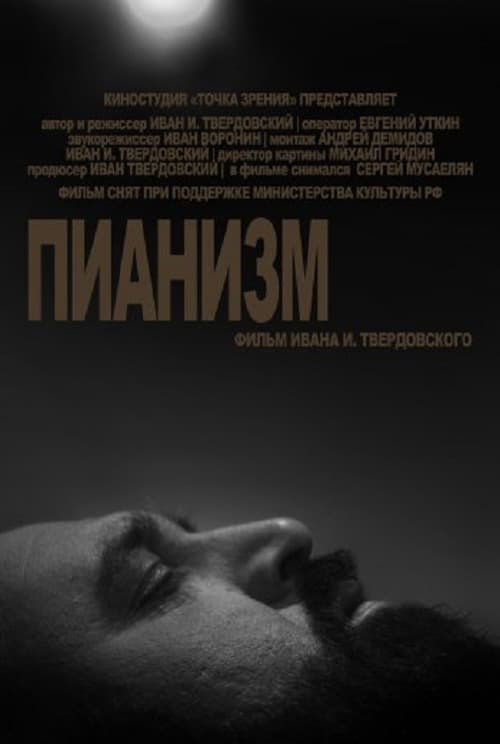 КИНОСТУДИЯ «ТОЧКА ЗРЕНИЯ» ПРЕДСТАВЛЯЕТ
автор и режиссер ИВАН И. ТВЕРДОВСКИЙ | оператор ЕВГЕНИЙ УТКИН
звукорежиссер ИВАН ВОРОНИН | монтаж АНДРЕЙ ДЕМИДОВ
ИВАН И. ТВЕРДОВСКИЙ | директор картины МИХАИЛ ГРИДИН
продюсер ИВАН ТВЕРДОВСКИЙ | в фильме снимался СЕРГЕЙ МУСАЕЛЯН
ФИЛЬМ СНЯТ ПРИ ПОДДЕРЖКЕ МИНИСТЕРСТВА КУЛЬТУРЫ РФ
ПИАНИЗМ
ФИЛЬМ ИВАНА И. ТВЕРДОВСКОГО